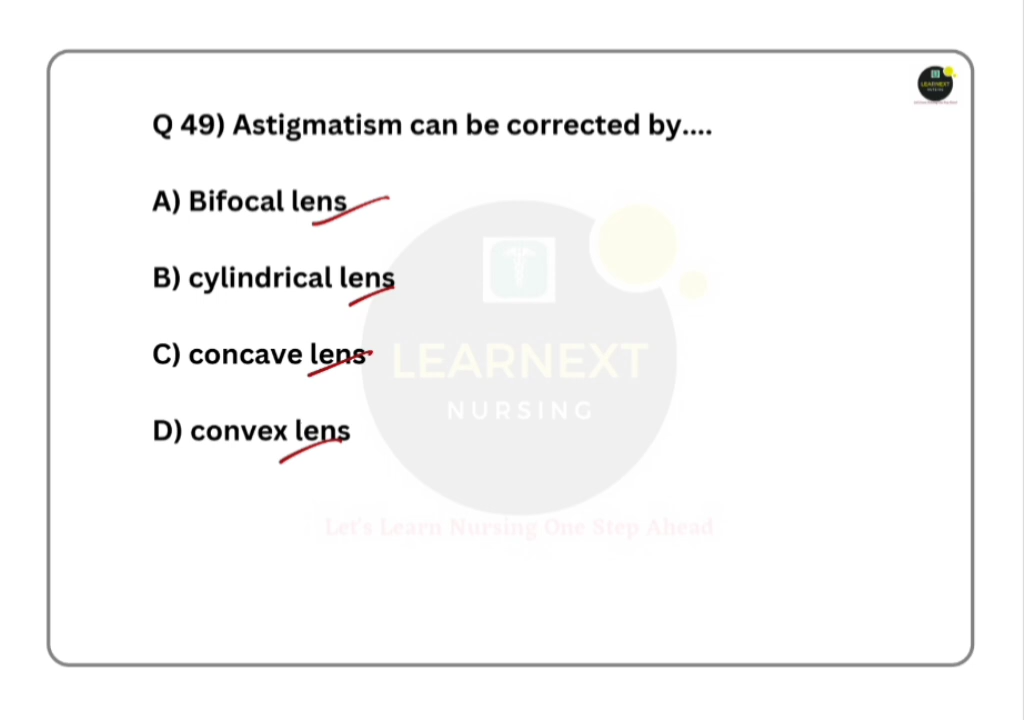 LEARNEXT
Q 49) Astigmatism can be corrected by....
A) Bifocal lens
B) cylindrical lens
C) concave lens
D) convex lens
LEARNEXT
NURSING
Let's Learn Nursing One Step Ahead